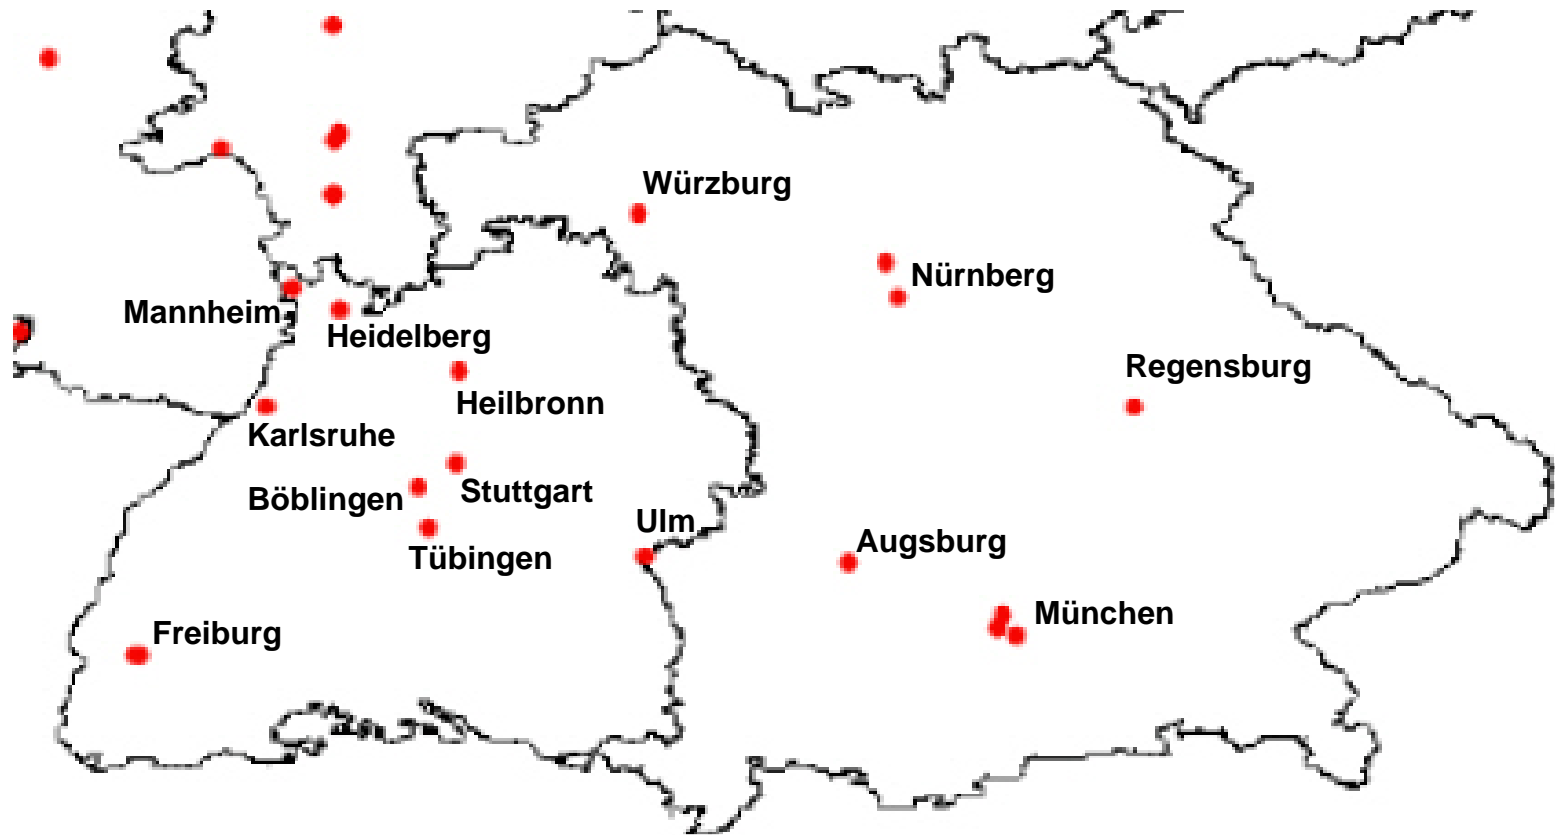 Würzburg
Nürnberg
Mannheim
Heidelberg
Regensburg
Heilbronn
Karlsruhe
Stuttgart
Böblingen
Ulm
Augsburg
Tübingen
München
Freiburg